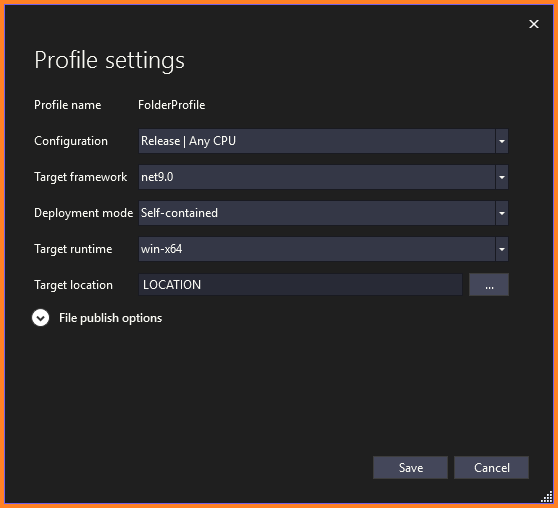 Profile settings
Profile name FolderProfile
Configuration Release | Any CPU
Target framework net9.0
Deployment mode Self-contained
Target runtime win-x64
Target location LOCATION ...
File publish options
Save Cancel